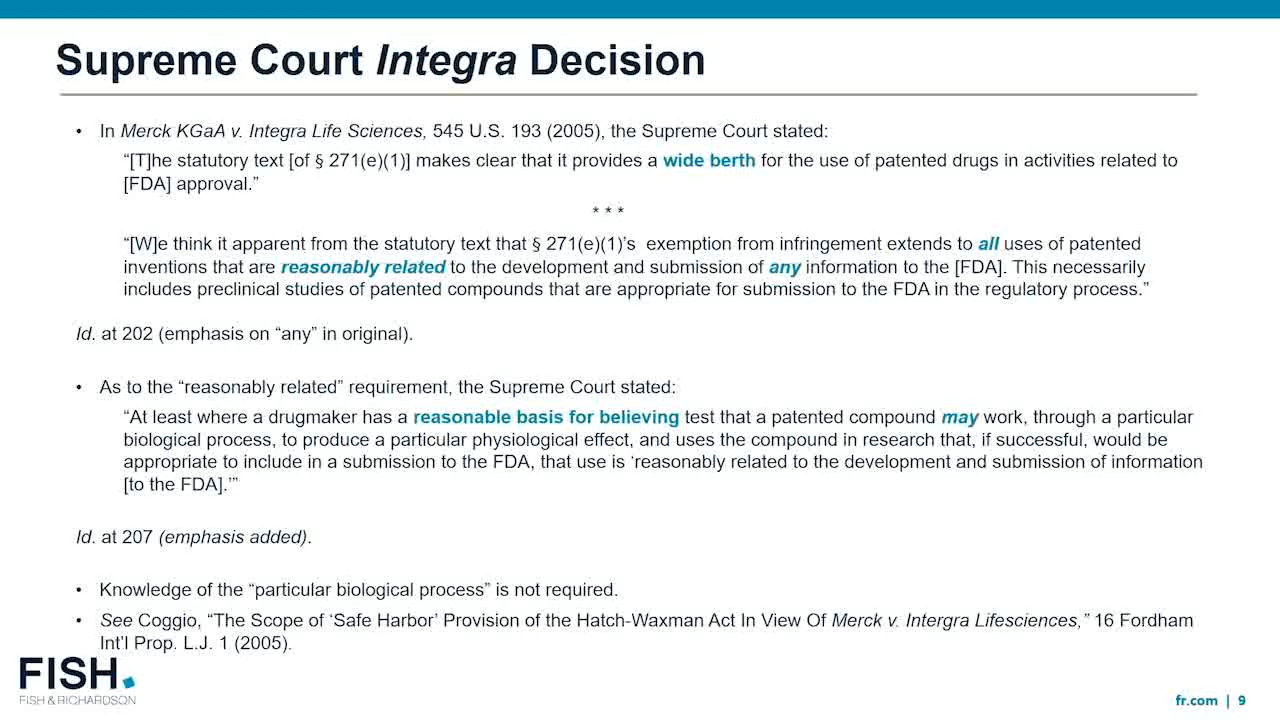 Supreme Court Integra Decision
• In Merck KGaA v. Integra Life Sciences, 545 U.S. 193 (2005), the Supreme Court stated:
“[T]he statutory text [of § 271(e)(1)] makes clear that it provides a wide berth for the use of patented drugs in activities related to
[FDA] approval.”
* * *
“[W]e think it apparent from the statutory text that § 271(e)(1)’s exemption from infringement extends to all uses of patented
inventions that are reasonably related to the development and submission of any information to the [FDA]. This necessarily
includes preclinical studies of patented compounds that are appropriate for submission to the FDA in the regulatory process.”
Id. at 202 (emphasis on “any” in original).
• As to the “reasonably related” requirement, the Supreme Court stated:
“At least where a drugmaker has a reasonable basis for believing test that a patented compound may work, through a particular
biological process, to produce a particular physiological effect, and uses the compound in research that, if successful, would be
appropriate to include in a submission to the FDA, that use is ‘reasonably related to the development and submission of information
[to the FDA].’”
Id. at 207 (emphasis added).
• Knowledge of the “particular biological process” is not required.
• See Coggio, “The Scope of ‘Safe Harbor’ Provision of the Hatch-Waxman Act In View Of Merck v. Intergra Lifesciences,” 16 Fordham
Int’l Prop. L.J. 1 (2005).
FISH.
FISH & RICHARDSON
fr.com | 9